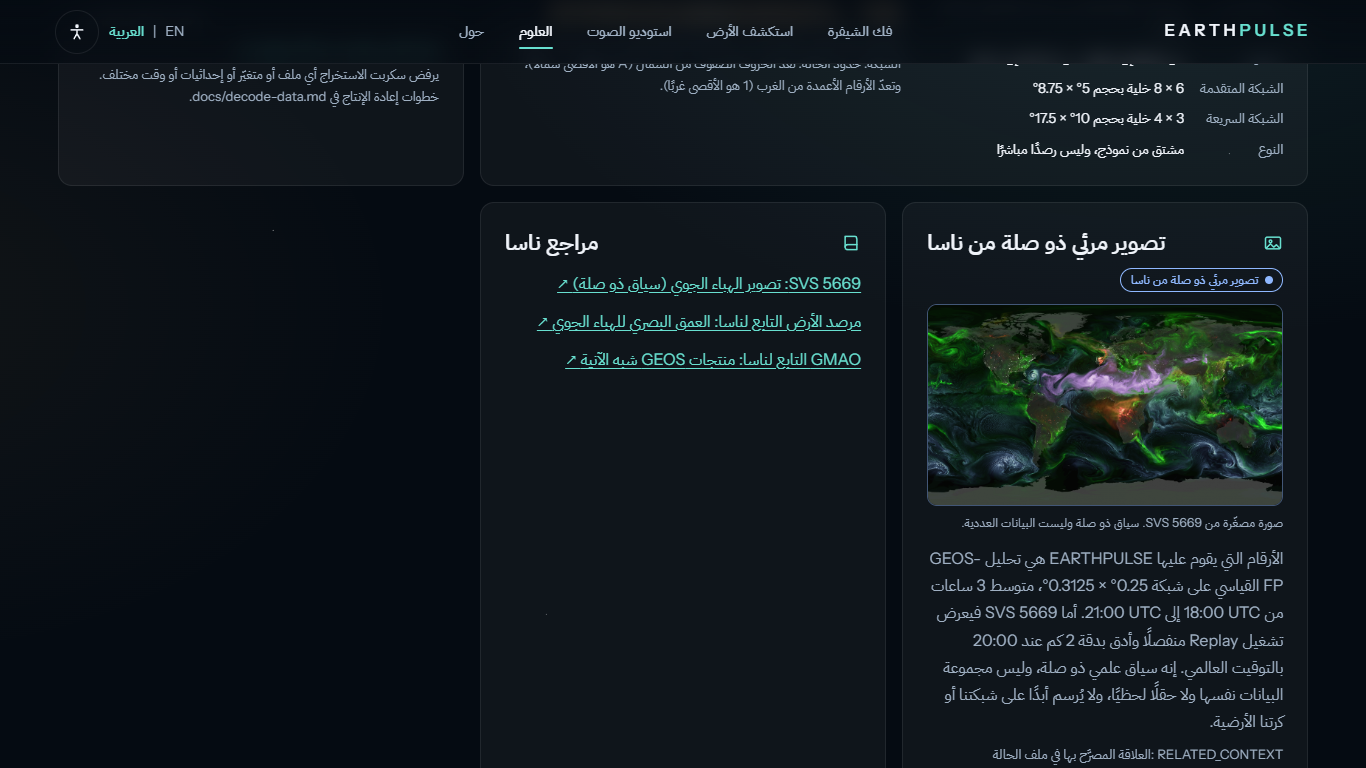 EARTHPULSE
فك الشيفرة
استكشف الأرض
استوديو الصوت
العلوم
حول
العربية | EN
الشبكة المتقدمة 6 × 8 خلية بحجم 5° × 8.75°
الشبكة السريعة 3 × 4 خلية بحجم 10° × 17.5°
النوع مشتق من نموذج، وليس رصدًا مباشرًا
وتعدّ الأرقام الأعمدة من الغرب (1 هو الأقصى غربًا).
يرفض سكربت الاستخراج أي ملف أو متغيّر أو إحداثيات أو وقت مختلف.
خطوات إعادة الإنتاج في docs/decode-data.md.
تصوير مرئي ذو صلة من ناسا
تصوير مرئي ذو صلة من ناسا
صورة مصغّرة من SVS 5669. سياق ذو صلة وليست البيانات العددية.
الأرقام التي يقوم عليها EARTHPULSE هي تحليل GEOS-
FP القياسي على شبكة 0.25° × 0.3125°، متوسط 3 ساعات
من 18:00 UTC إلى 21:00 UTC. أما SVS 5669 فيعرض
تشغيل Replay منفصلًا وأدق بدقة 2 كم عند 20:00
بالتوقيت العالمي. إنه سياق علمي ذو صلة، وليس مجموعة
البيانات نفسها ولا حقلًا لحظيًا، ولا يُرسم أبدًا على شبكتنا أو
كرتنا الأرضية.
RELATED_CONTEXT :العلاقة المصرَّح بها في ملف الحالة
مراجع ناسا
SVS 5669: تصوير الهباء الجوي (سياق ذو صلة) ↗
مرصد الأرض التابع لناسا: العمق البصري للهباء الجوي ↗
GMAO التابع لناسا: منتجات GEOS شبه الآنية ↗